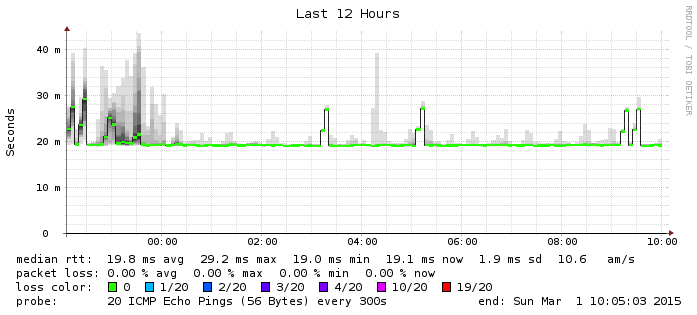 Last 12 Hours
RRDTOOL / TOBI OETIKER
Seconds
40 m
30 m
20 m
10 m
0
00:00 02:00 04:00 06:00 08:00 10:00
median rtt: 19.8 ms avg 29.2 ms max 19.0 ms min 19.1 ms now 1.9 ms sd 10.6 am/s
packet loss: 0.00 % avg 0.00 % max 0.00 % min 0.00 % now
loss color: 0 1/20 2/20 3/20 4/20 10/20 19/20
probe: 20 ICMP Echo Pings (56 Bytes) every 300s end: Sun Mar 1 10:05:03 2015